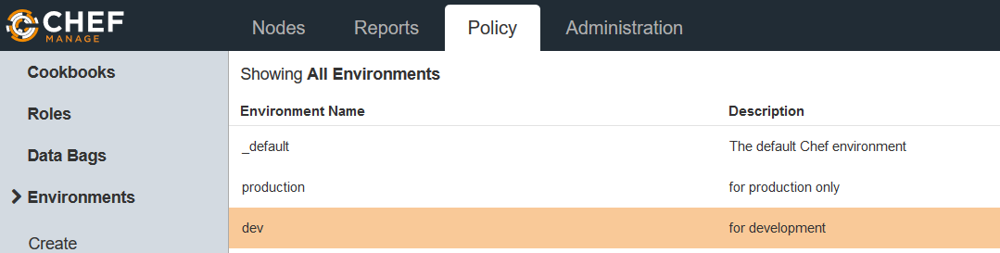 CHEF
MANAGE
Nodes Reports Policy Administration
Cookbooks
Roles
Data Bags
Environments
Create
Showing All Environments
Environment Name Description
_default The default Chef environment
production for production only
dev for development